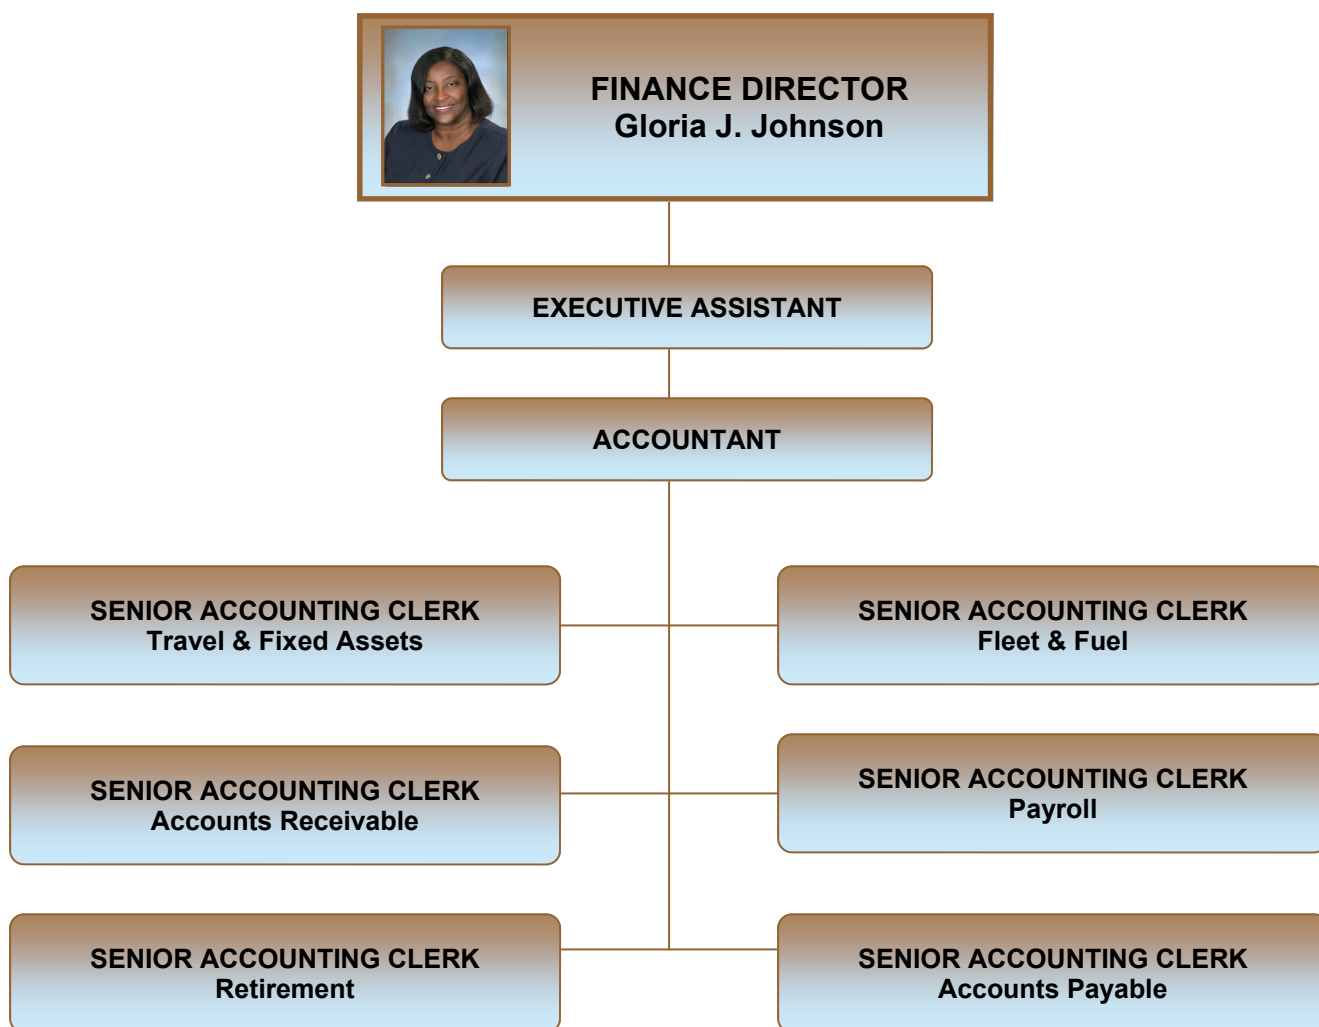 FINANCE DIRECTOR
Gloria J. Johnson
EXECUTIVE ASSISTANT
ACCOUNTANT
SENIOR ACCOUNTING CLERK
Travel & Fixed Assets
SENIOR ACCOUNTING CLERK
Fleet & Fuel
SENIOR ACCOUNTING CLERK
Accounts Receivable
SENIOR ACCOUNTING CLERK
Payroll
SENIOR ACCOUNTING CLERK
Retirement
SENIOR ACCOUNTING CLERK
Accounts Payable